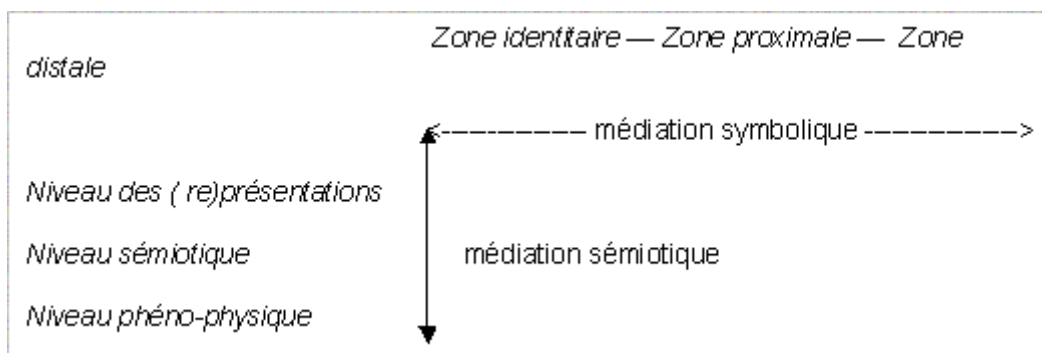 Zone identitaire — Zone proximale — Zone
distale
<----------------- médiation symbolique ----------------->
Niveau des ( re)présentations
Niveau sémiotique médiation sémiotique
Niveau phéno-physique